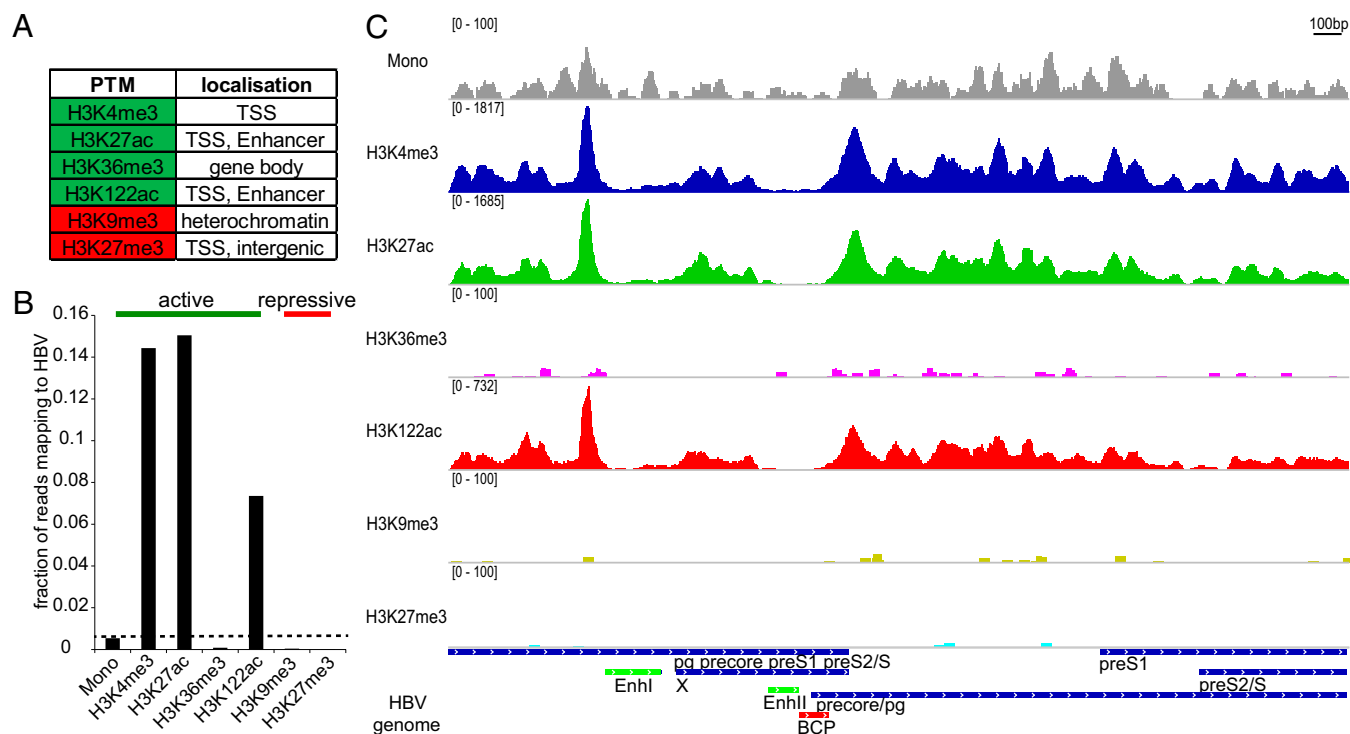 A
PTM localisation
H3K4me3 TSS
H3K27ac TSS, Enhancer
H3K36me3 gene body
H3K122ac TSS, Enhancer
H3K9me3 heterochromatin
H3K27me3 TSS, intergenic
B
active repressive
fraction of reads mapping to HBV
0.16
0.14
0.12
0.1
0.08
0.06
0.04
0.02
0
Mono
H3K4me3
H3K27ac
H3K36me3
H3K122ac
H3K9me3
H3K27me3
C
100bp
[0 - 100]
Mono
[0 - 1817]
H3K4me3
[0 - 1685]
H3K27ac
[0 - 100]
H3K36me3
[0 - 732]
H3K122ac
[0 - 100]
H3K9me3
[0 - 100]
H3K27me3
pg precore preS1 preS2/S
preS1
EnhI
X
preS2/S
EnhII
precore/pg
BCP
HBV
genome